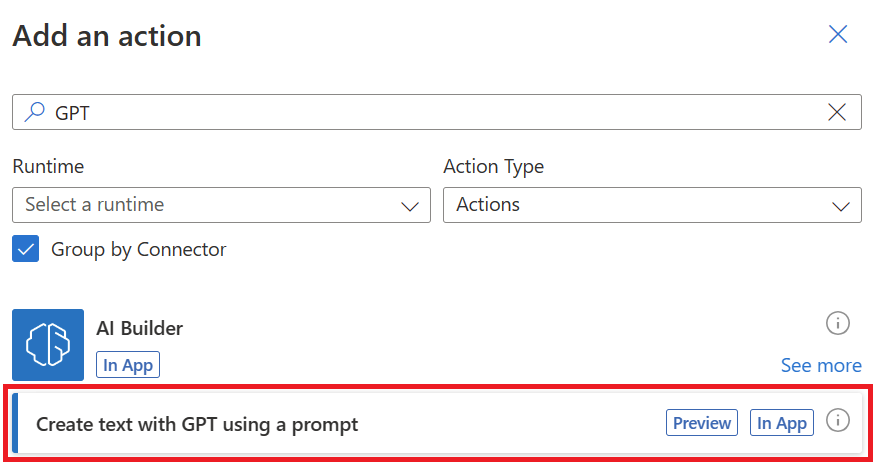 Add an action
GPT
Runtime
Action Type
Select a runtime
Actions
Group by Connector
AI Builder
In App
See more
Create text with GPT using a prompt
Preview
In App